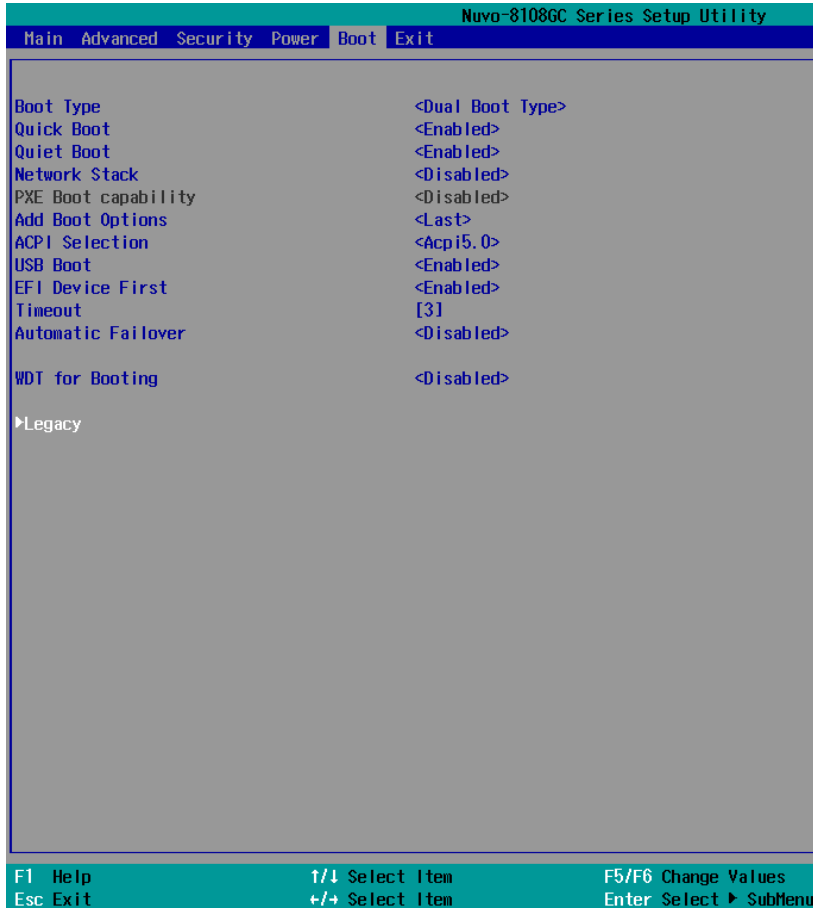 Nuvo-8108GC Series Setup Utility
Main Advanced Security Power Boot Exit
Boot Type <Dual Boot Type>
Quick Boot <Enabled>
Quiet Boot <Enabled>
Network Stack <Disabled>
PXE Boot capability <Disabled>
Add Boot Options <Last>
ACPI Selection <Acpi5.0>
USB Boot <Enabled>
EFI Device First <Enabled>
Timeout [3]
Automatic Failover <Disabled>
WDT for Booting <Disabled>
▶Legacy
F1 Help ↑/↓ Select Item F5/F6 Change Values
Esc Exit ←/→ Select Item Enter Select ▶ SubMenu